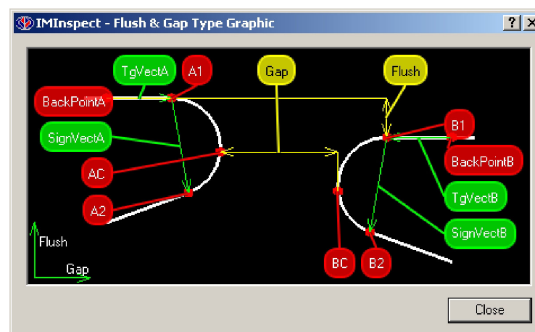 IMInspect - Flush & Gap Type Graphic
TgVectA
A1
Gap
Flush
BackPointA
SignVectA
B1
BackPointB
AC
TgVectB
A2
SignVectB
Flush
Gap
BC
B2
Close